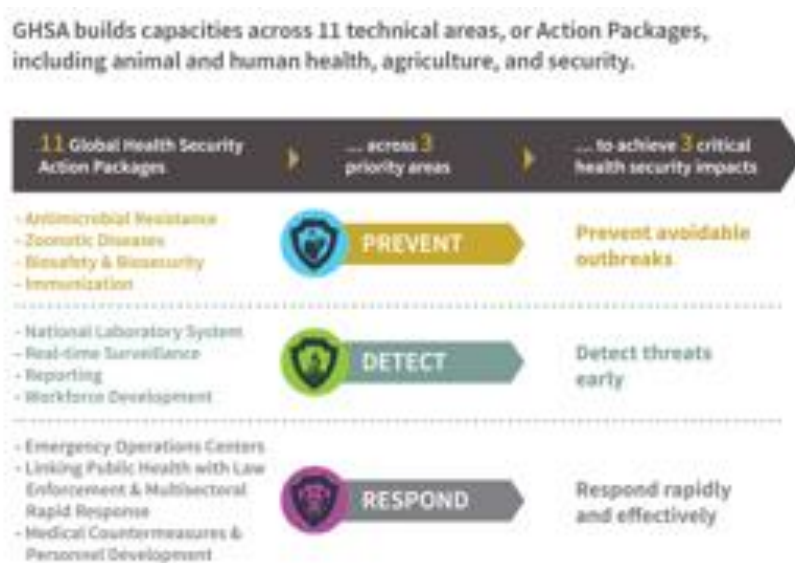 GHSA builds capacities across 11 technical areas, or Action Packages,
including animal and human health, agriculture, and security.
11 Global Health Security
Action Packages
... across 3
priority areas
... to achieve 3 critical
health security impacts
- Antimicrobial Resistance
- Zoonotic Diseases
- Biosafety & Biosecurity
- Immunization
PREVENT
Prevent avoidable
outbreaks
- National Laboratory System
- Real-time Surveillance
- Reporting
- Workforce Development
DETECT
Detect threats
early
- Emergency Operations Centers
- Linking Public Health with Law
Enforcement & Multisectoral
Rapid Response
- Medical Countermeasures &
Personnel Development
RESPOND
Respond rapidly
and effectively